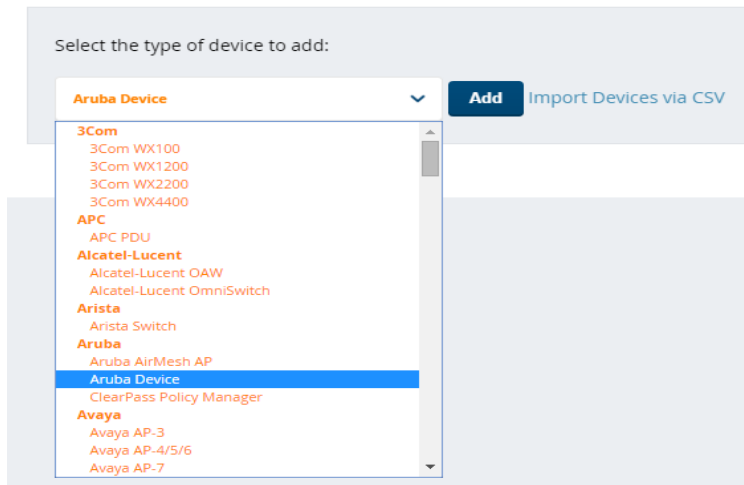 Select the type of device to add:
Aruba Device
Add
Import Devices via CSV
3Com
3Com WX100
3Com WX1200
3Com WX2200
3Com WX4400
APC
APC PDU
Alcatel-Lucent
Alcatel-Lucent OAW
Alcatel-Lucent OmniSwitch
Arista
Arista Switch
Aruba
Aruba AirMesh AP
Aruba Device
ClearPass Policy Manager
Avaya
Avaya AP-3
Avaya AP-4/5/6
Avaya AP-7